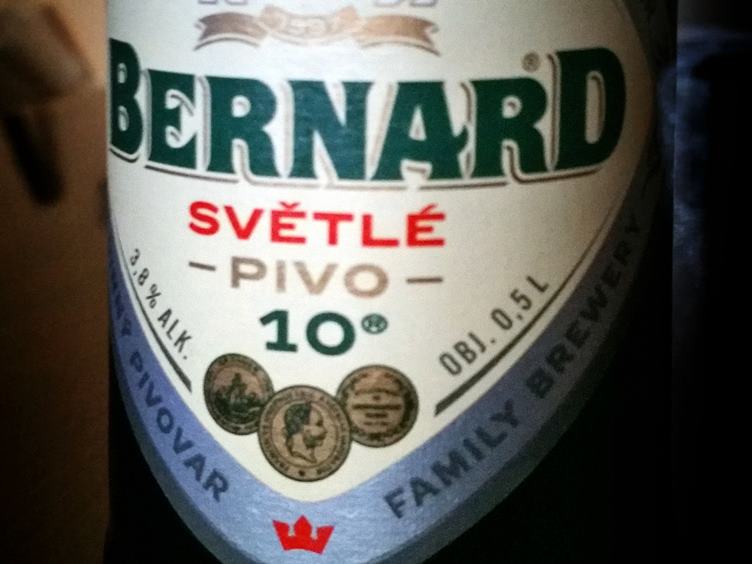 BERNARD®
SVĚTLÉ
– PIVO –
10®
3,8 % ALK.
OBJ. 0,5 L
PIVOVAR
FAMILY BREWERY